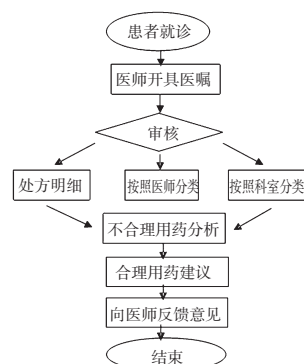 患者就诊
医师开具医嘱
审核
处方明细
按照医师分类
按照科室分类
不合理用药分析
合理用药建议
向医师反馈意见
结束